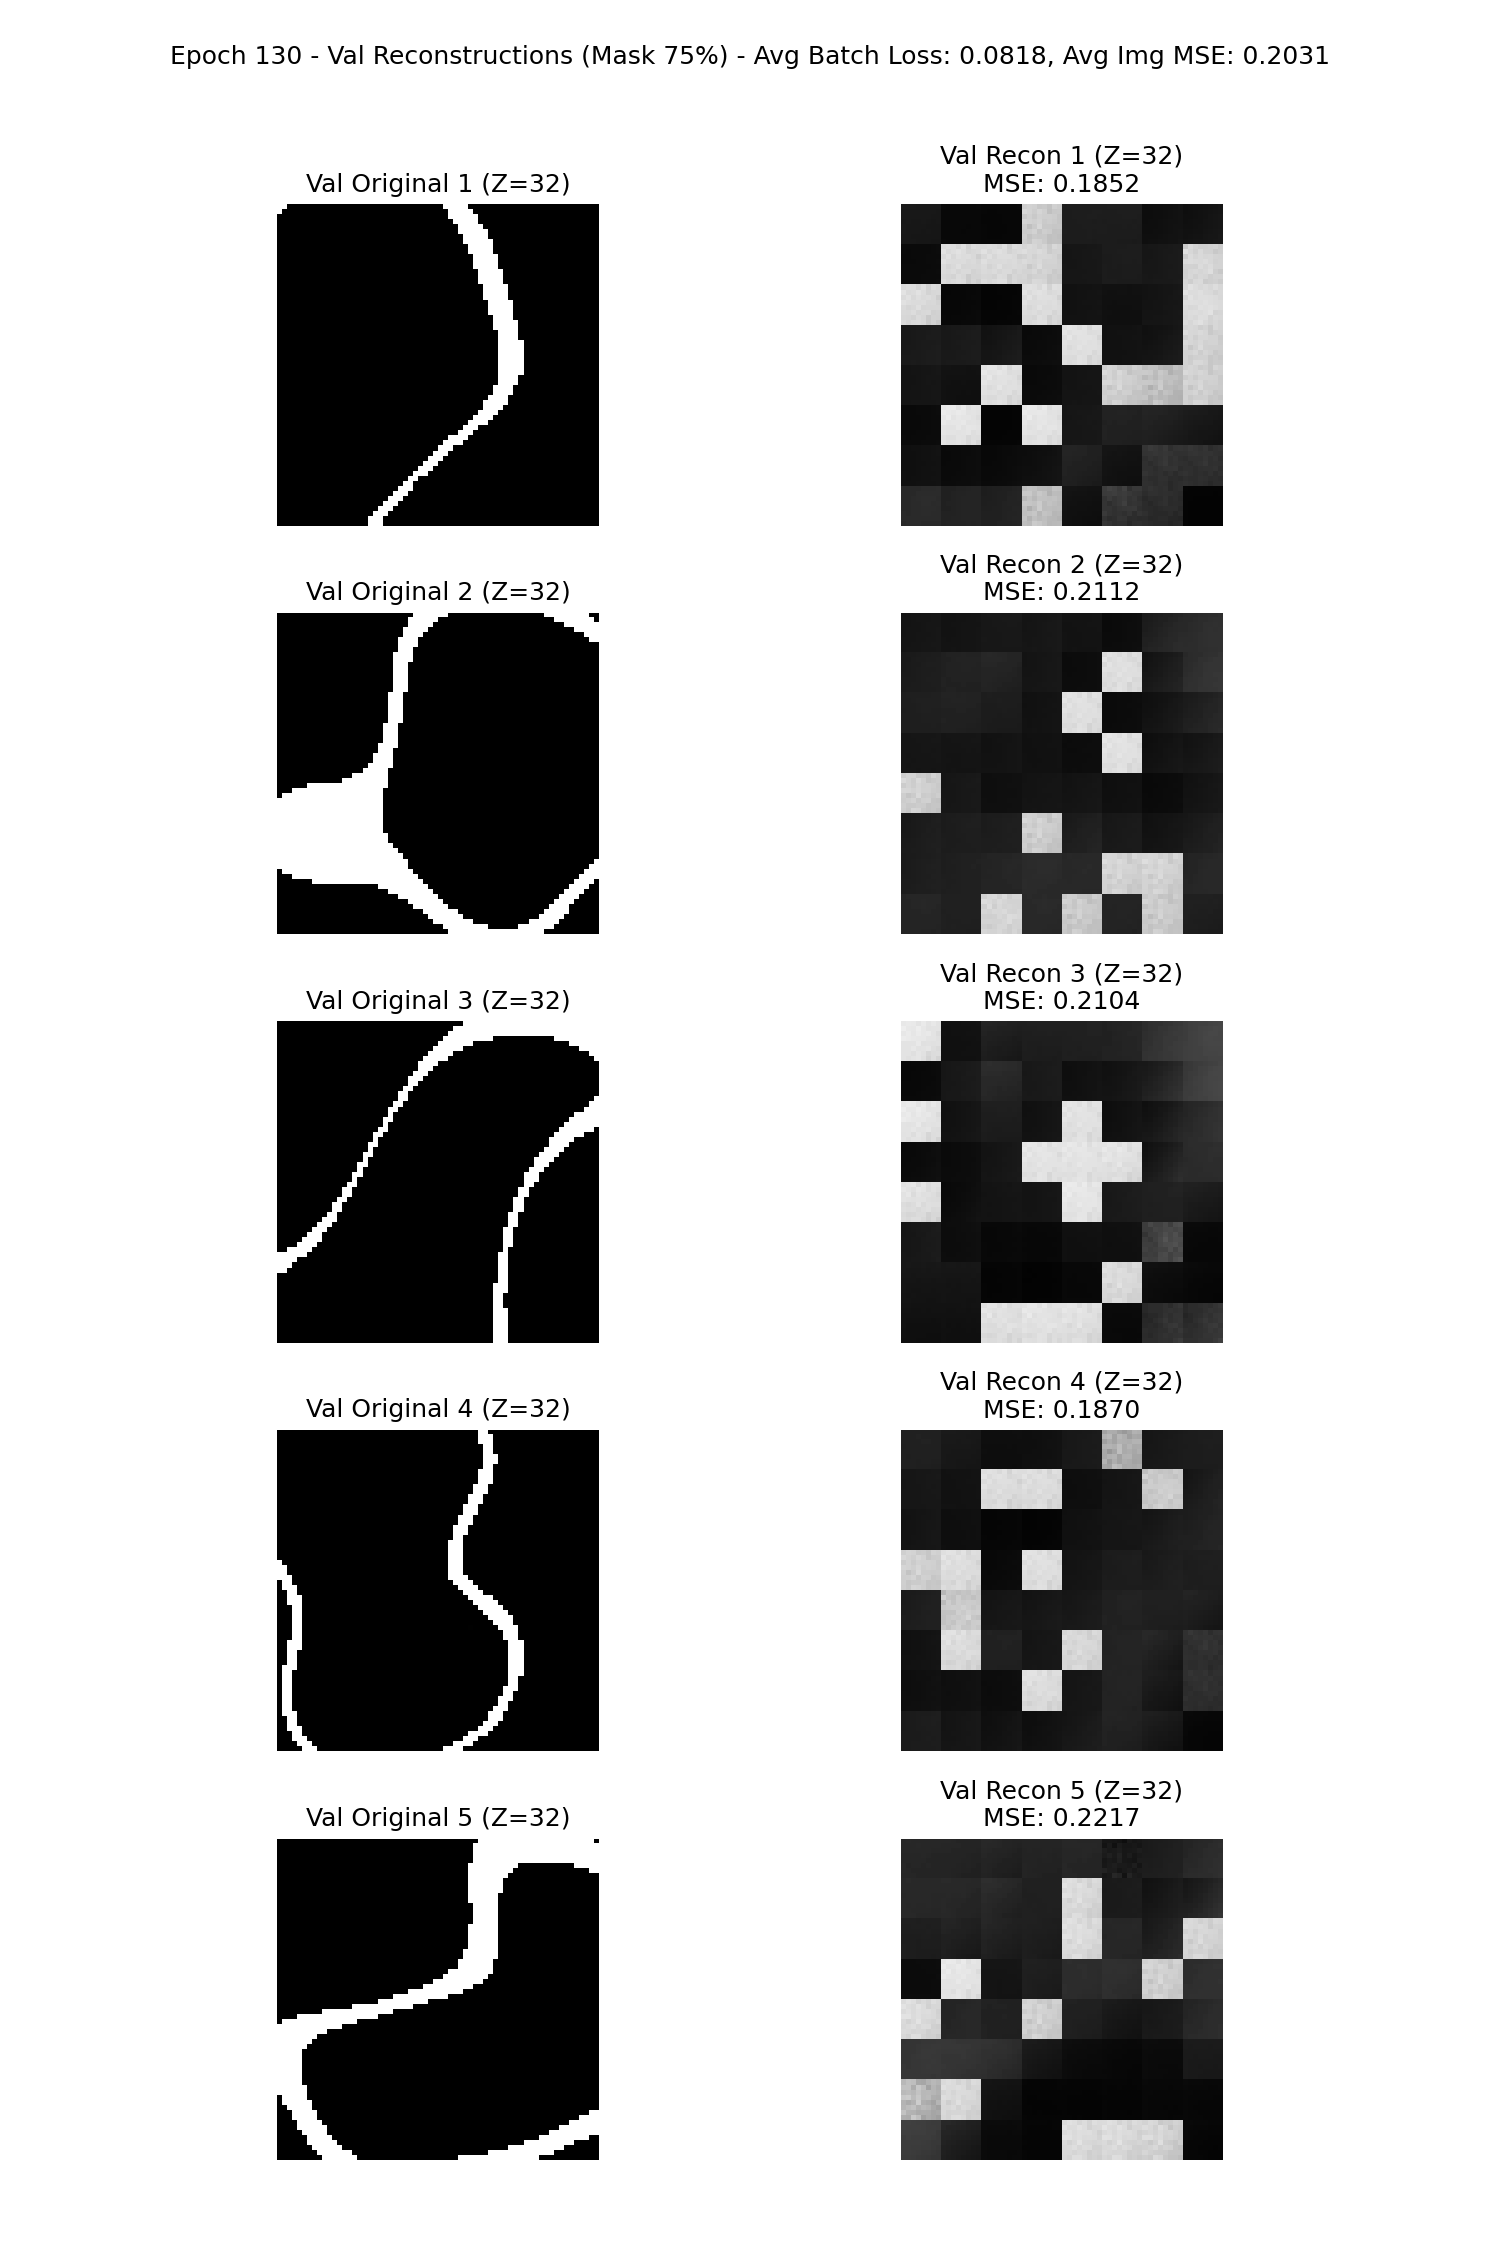 Epoch 130 - Val Reconstructions (Mask 75%) - Avg Batch Loss: 0.0818, Avg Img MSE: 0.2031
Val Original 1 (Z=32)
Val Recon 1 (Z=32)
MSE: 0.1852
Val Original 2 (Z=32)
Val Recon 2 (Z=32)
MSE: 0.2112
Val Original 3 (Z=32)
Val Recon 3 (Z=32)
MSE: 0.2104
Val Original 4 (Z=32)
Val Recon 4 (Z=32)
MSE: 0.1870
Val Original 5 (Z=32)
Val Recon 5 (Z=32)
MSE: 0.2217